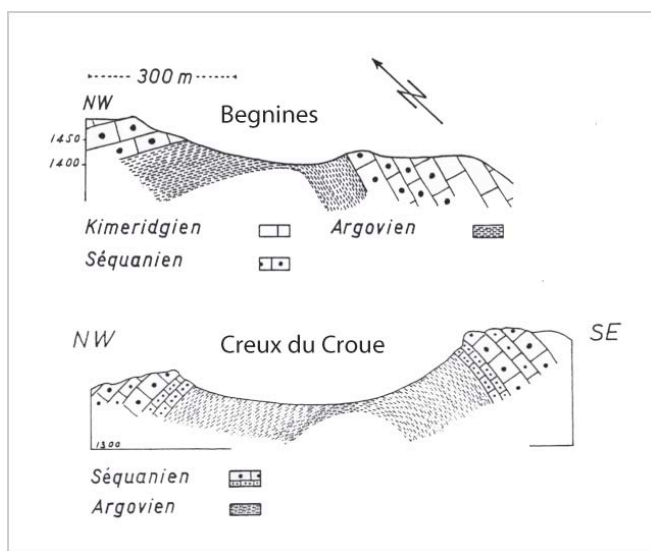 300 m
NW
Begnines
N
1450
1400
Kimeridgien Argovien
Séquanien
NW Creux du Croue SE
1300
Séquanien
Argovien